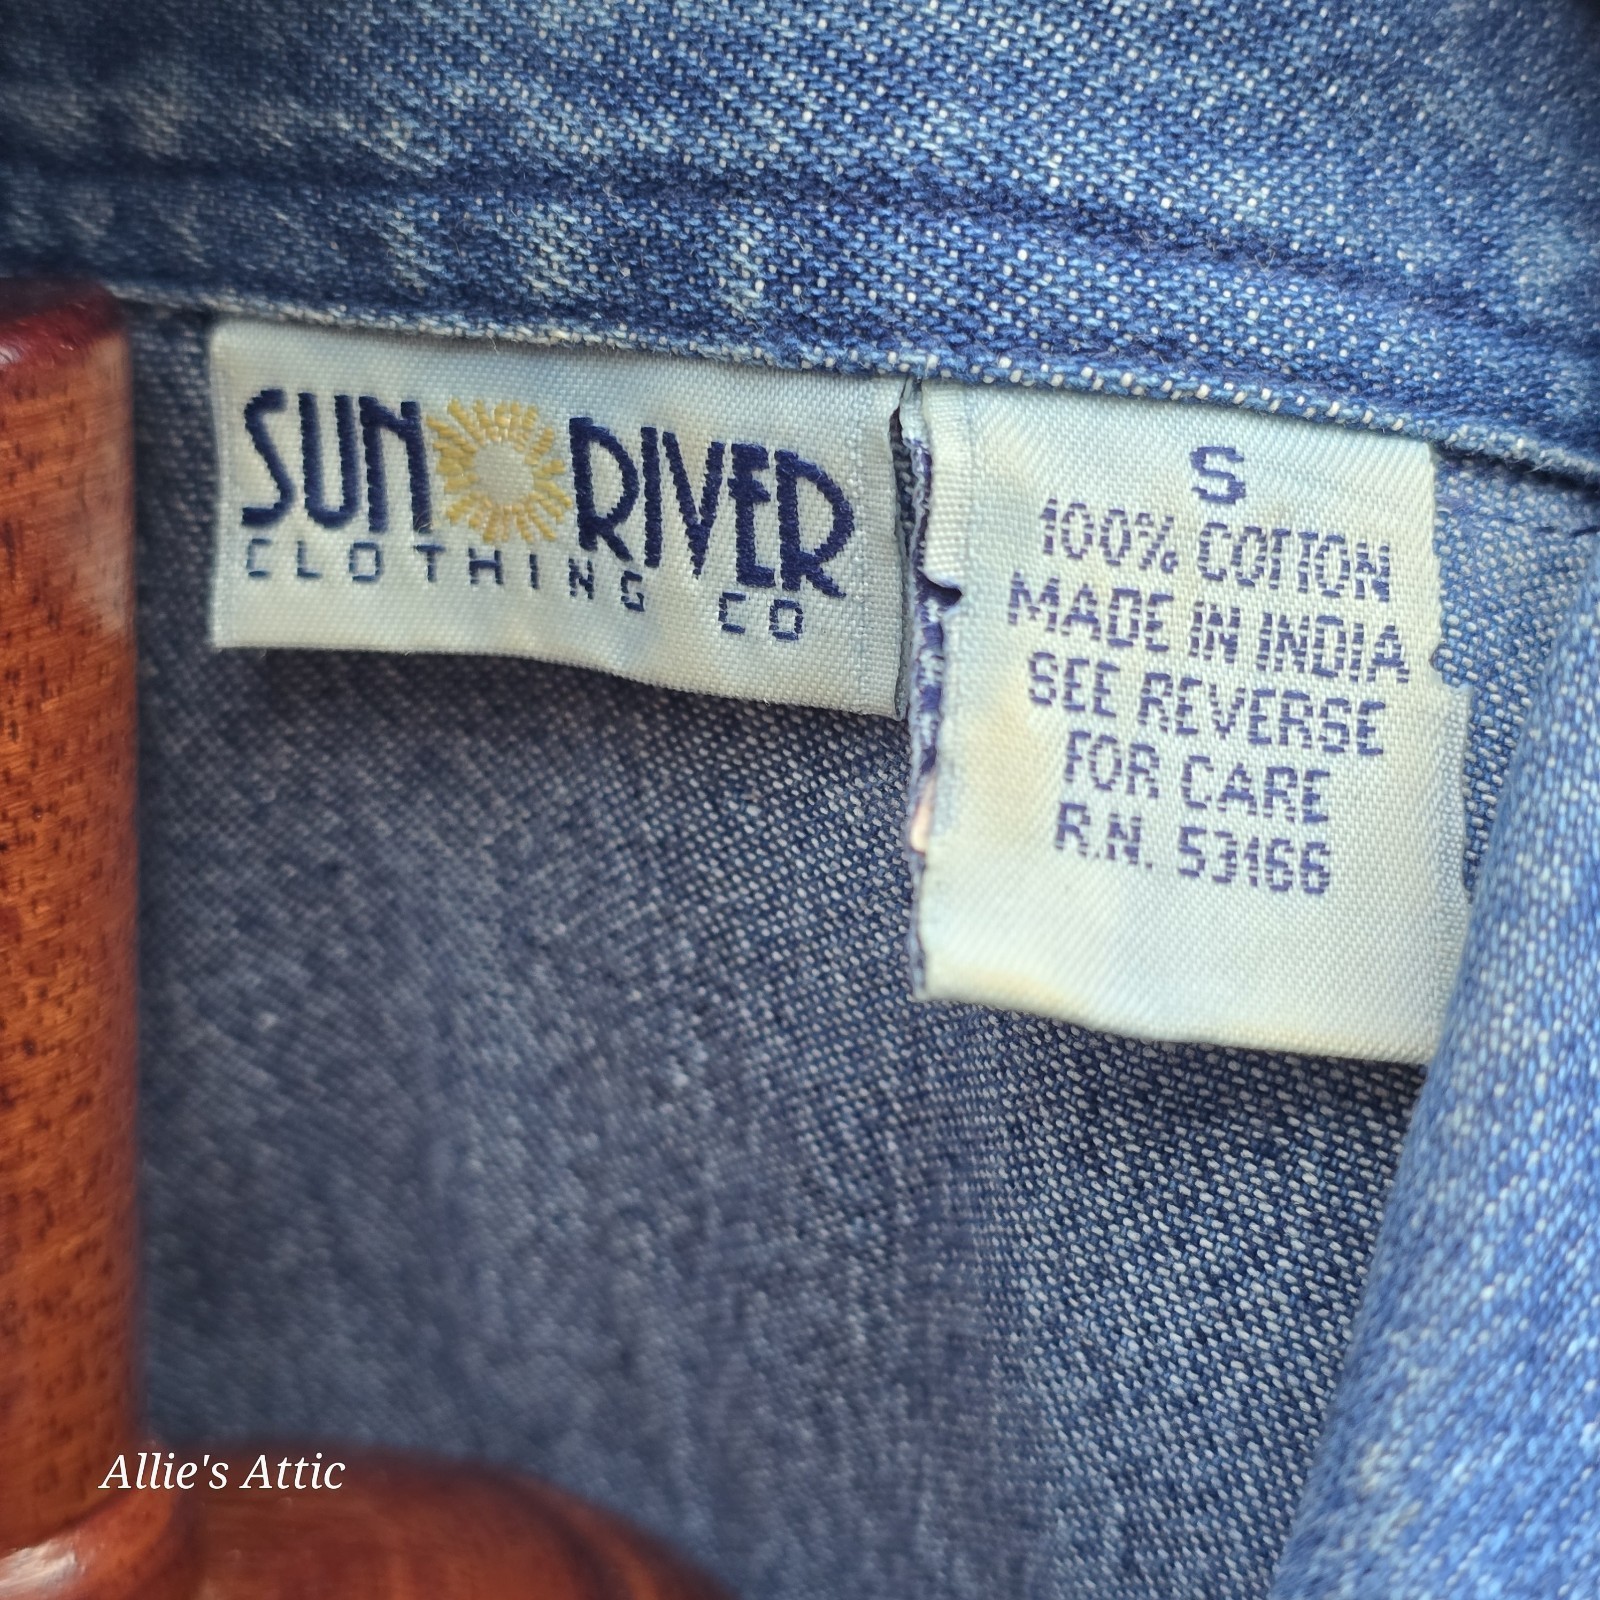 SUN RIVER
CLOTHING CO
S
100% COTTON
MADE IN INDIA
SEE REVERSE
FOR CARE
R.N. 53166
Allie's Attic